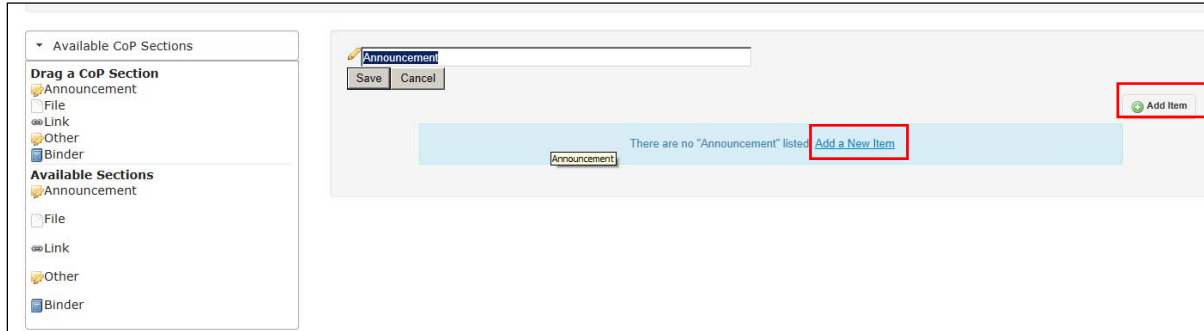 Available CoP Sections
Drag a CoP Section
Announcement
File
Link
Other
Binder
Available Sections
Announcement
File
Link
Other
Binder
Announcement
Save Cancel
Add Item
There are no "Announcement" listed Add a New Item
Announcement